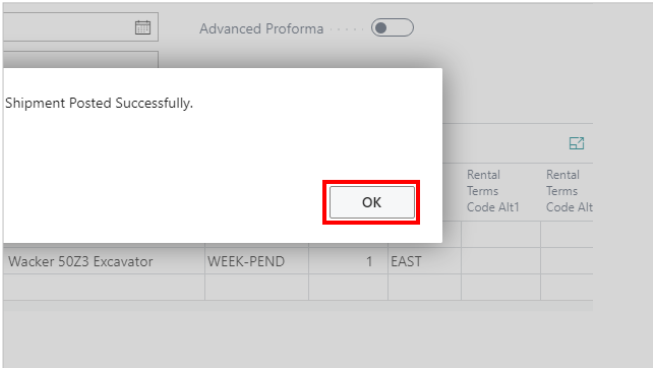 Advanced Proforma
Shipment Posted Successfully.
OK
Rental
Terms
Code Alt1
Rental
Terms
Code Alt
Wacker 50Z3 Excavator WEEK-PEND 1 EAST